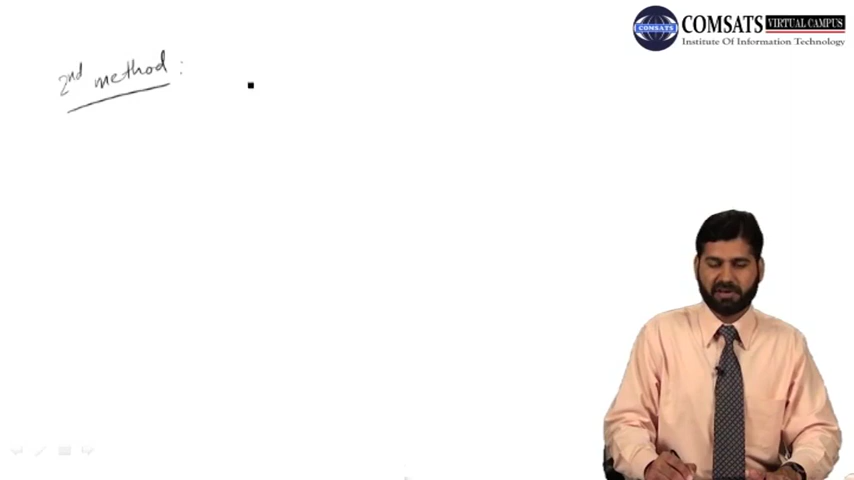 COMSATS VIRTUAL CAMPUS
COMSATS
Institute Of Information Technology
2nd method :